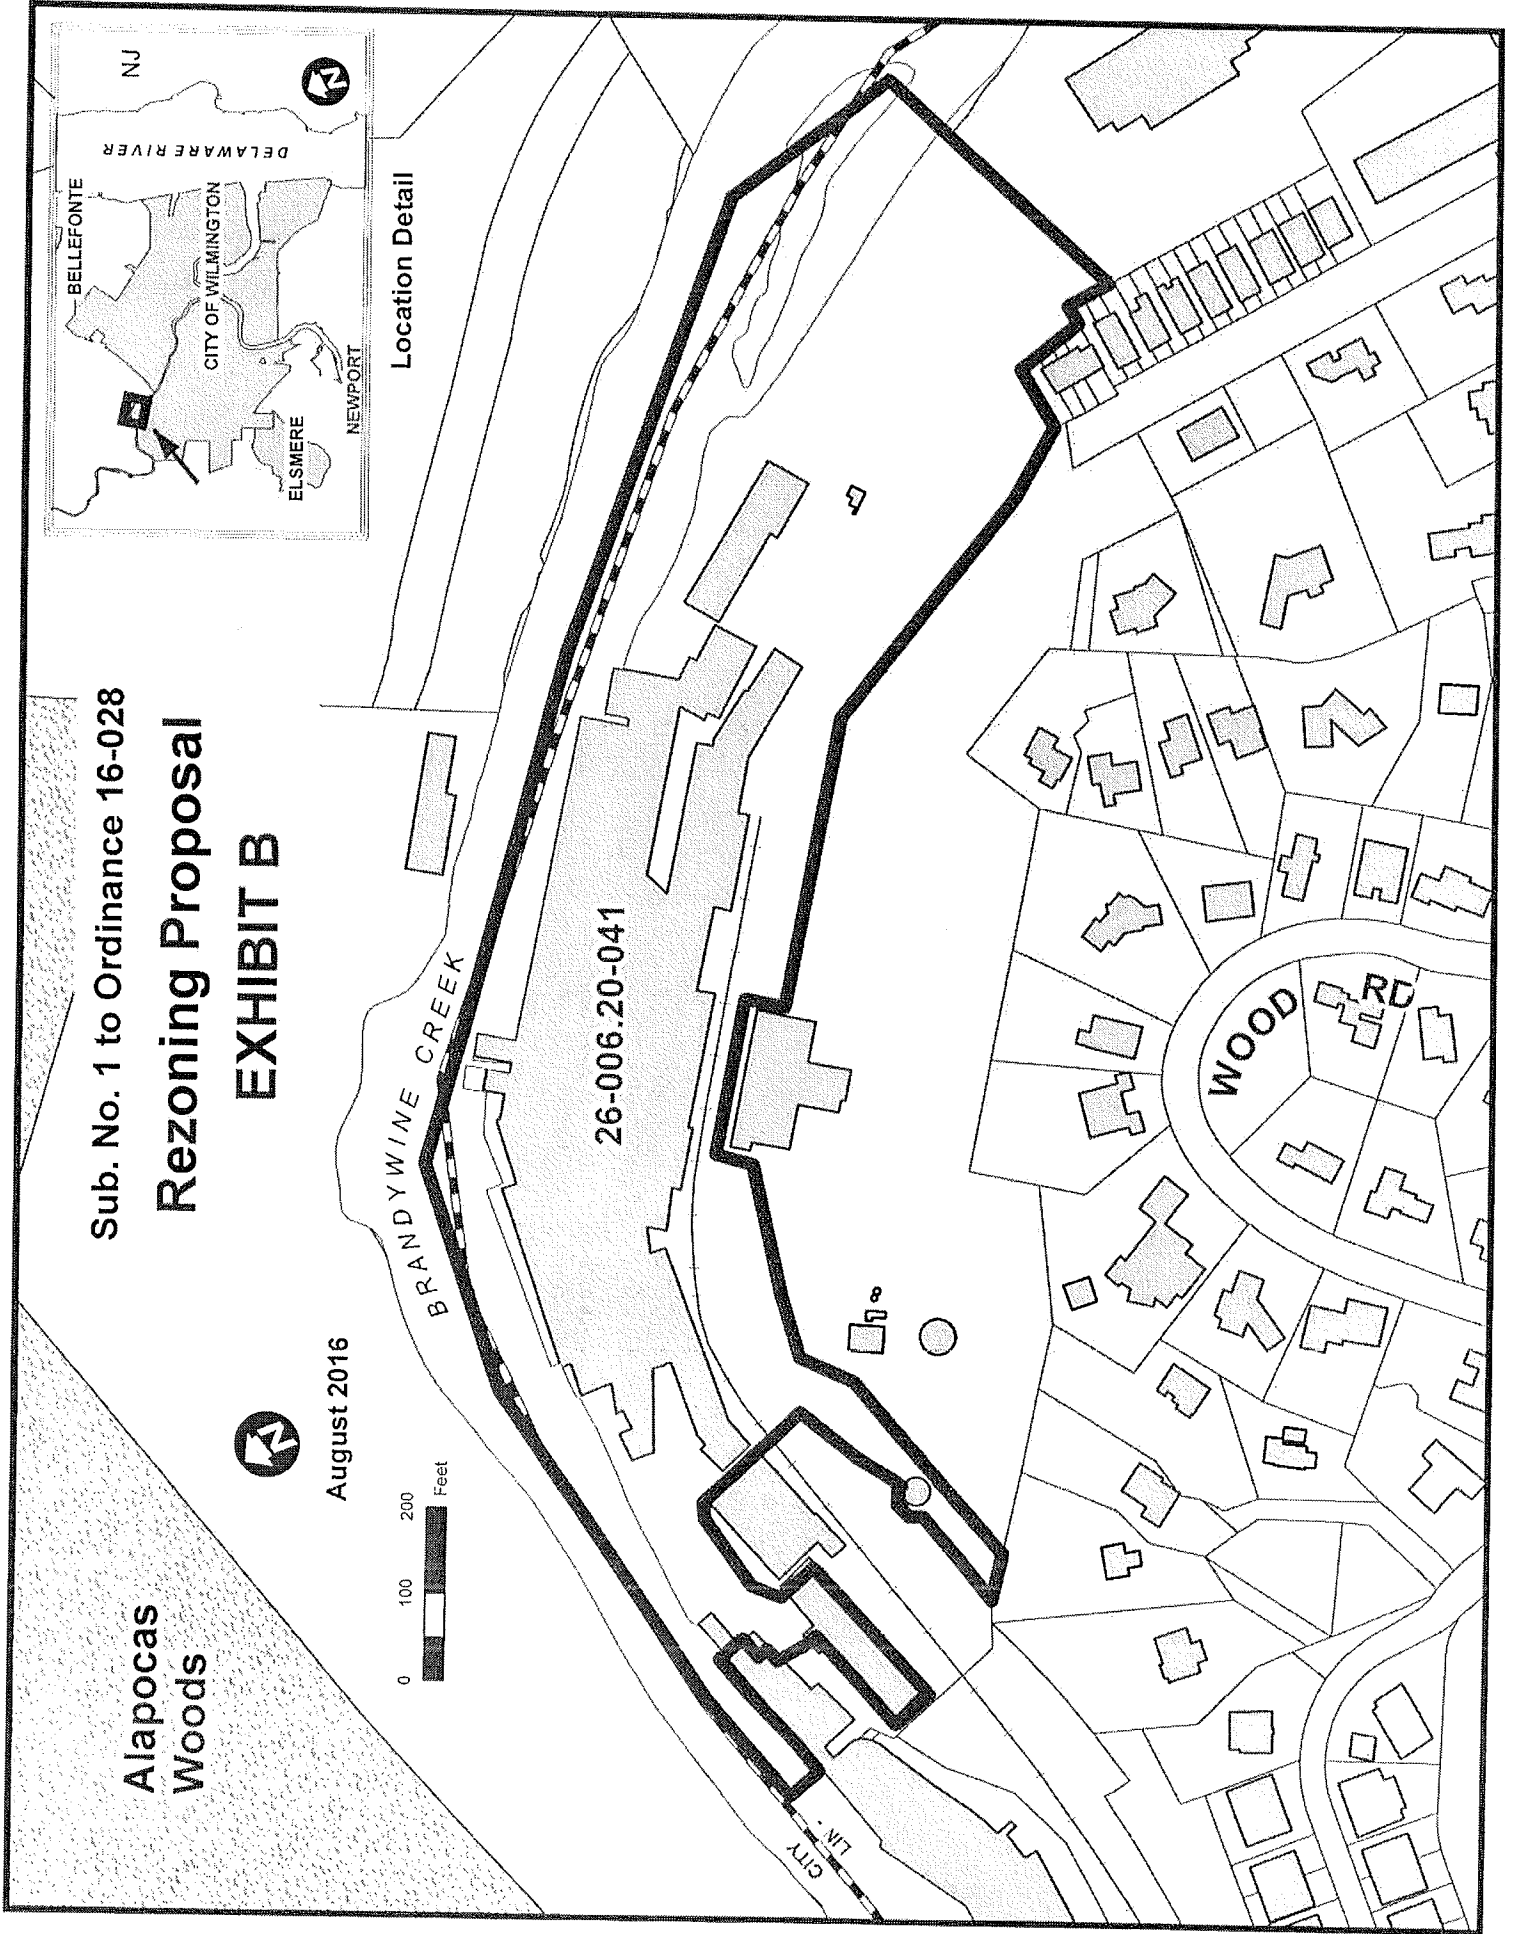 Sub. No. 1 to Ordinance 16-028
Rezoning Proposal
EXHIBIT B
Alapocas
Woods
N
August 2016
0 100 200
Feet
BRANDYWINE CREEK
26-006.20-041
WOOD RD
CITY
LIN
Location Detail
NJ
N
DELAWARE RIVER
BELLEFONTE
CITY OF WILMINGTON
NEWPORT
ELSMERE